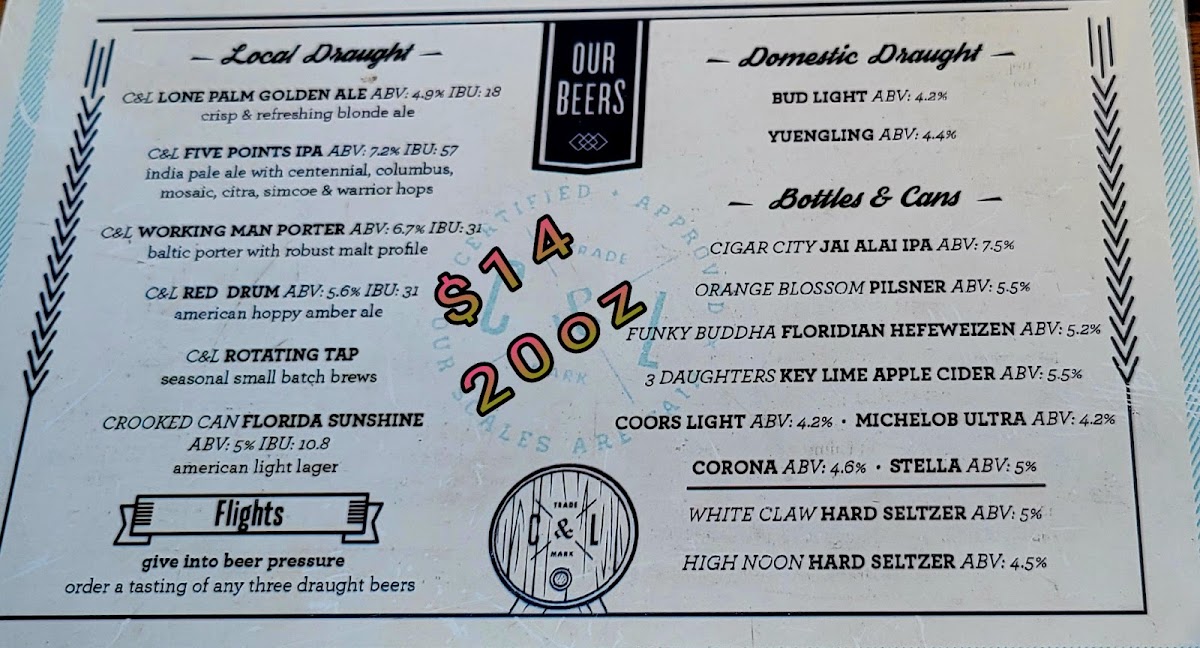 Local Draught
C&L LONE PALM GOLDEN ALE ABV: 4.9% IBU: 18
crisp & refreshing blonde ale
C&L FIVE POINTS IPA ABV: 7.2% IBU: 57
india pale ale with centennial, columbus,
mosaic, citra, simcoe & warrior hops
C&L WORKING MAN PORTER ABV: 6.7% IBU: 31
baltic porter with robust malt profile
C&L RED DRUM ABV: 5.6% IBU: 31
american hoppy amber ale
C&L ROTATING TAP
seasonal small batch brews
CROOKED CAN FLORIDA SUNSHINE
ABV: 5% IBU: 10.8
american light lager
Flights
give into beer pressure
order a tasting of any three draught beers
OUR
BEERS
CERTIFIED + APPROVED
TRADE
$14
20oz
SCALES ARE
TRADE
C & L
MARK
Domestic Draught
BUD LIGHT ABV: 4.2%
YUENGLING ABV: 4.4%
Bottles & Cans
CIGAR CITY JAI ALAI IPA ABV: 7.5%
ORANGE BLOSSOM PILSNER ABV: 5.5%
FUNKY BUDDHA FLORIDIAN HEFEWEIZEN ABV: 5.2%
3 DAUGHTERS KEY LIME APPLE CIDER ABV: 5.5%
COORS LIGHT ABV: 4.2% • MICHELOB ULTRA ABV: 4.2%
CORONA ABV: 4.6% • STELLA ABV: 5%
WHITE CLAW HARD SELTZER ABV: 5%
HIGH NOON HARD SELTZER ABV: 4.5%